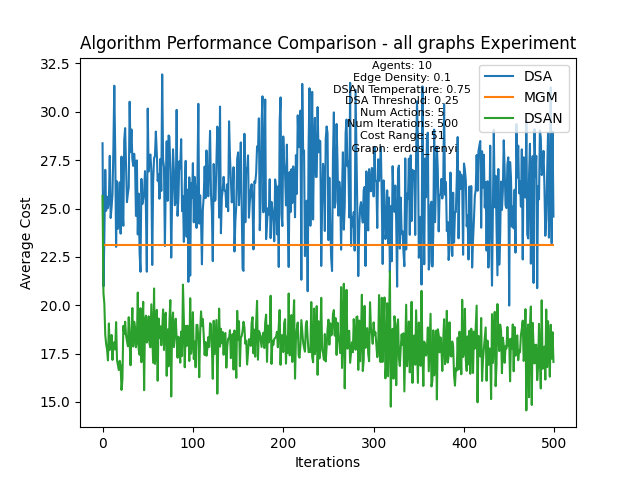 Algorithm Performance Comparison - all graphs Experiment
Agents: 10
Edge Density: 0.1
DSAN Temperature: 0.75
DSA Threshold: 0.25
Num Actions: 5
Num Iterations: 500
Cost Range: 51
Graph: erdos_renyi
DSA
MGM
DSAN
Average Cost
32.5
30.0
27.5
25.0
22.5
20.0
17.5
15.0
0
100
200
300
400
500
Iterations